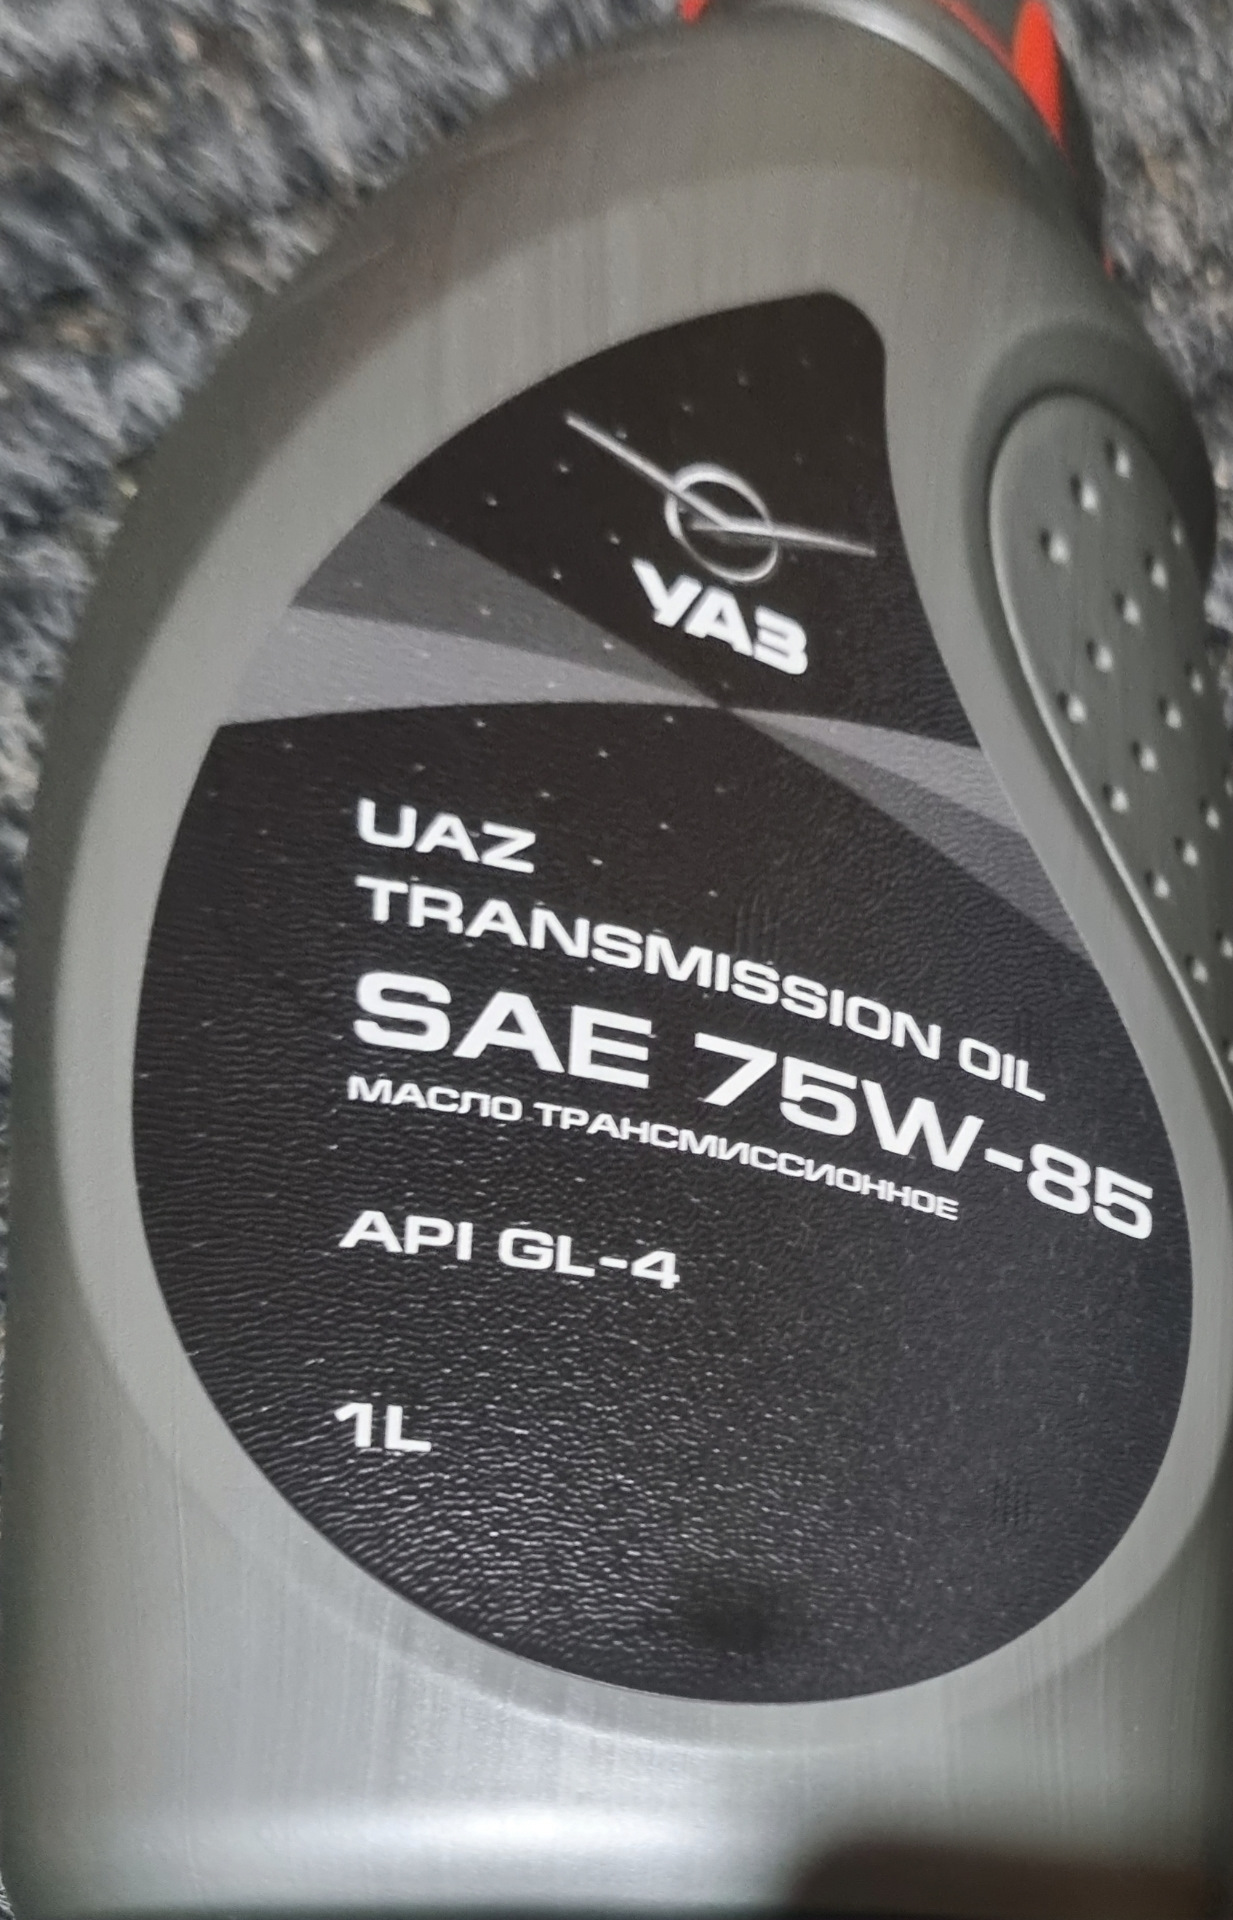 УАЗ
UAZ
TRANSMISSION OIL
SAE 75W-85
МАСЛО ТРАНСМИССИОННОЕ
API GL-4
1L